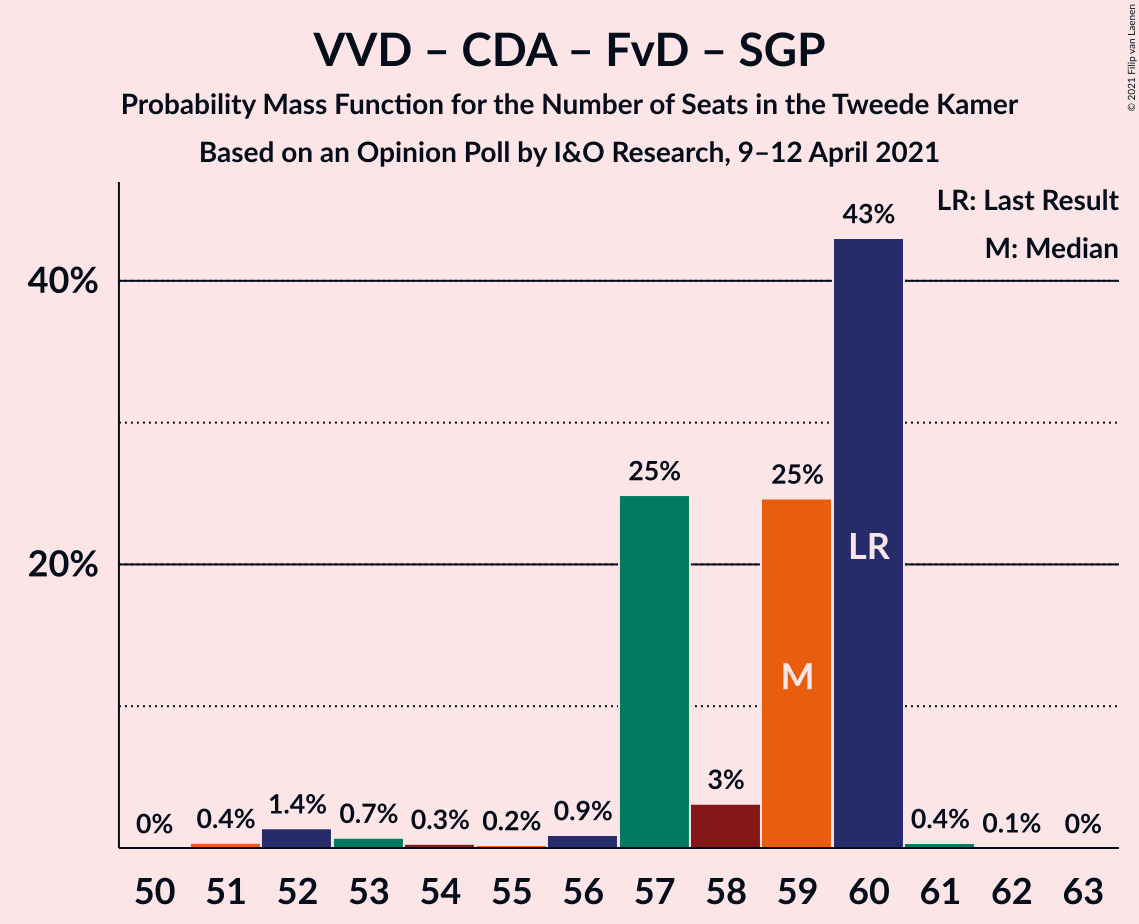 VVD – CDA – FvD – SGP
Probability Mass Function for the Number of Seats in the Tweede Kamer
Based on an Opinion Poll by I&O Research, 9–12 April 2021
© 2021 Filip van Laenen
LR: Last Result
M: Median
43%
40%
25%
25%
20%
LR
M
3%
0%
0.4%
1.4%
0.7%
0.3%
0.2%
0.9%
0.4%
0.1%
0%
50 51 52 53 54 55 56 57 58 59 60 61 62 63